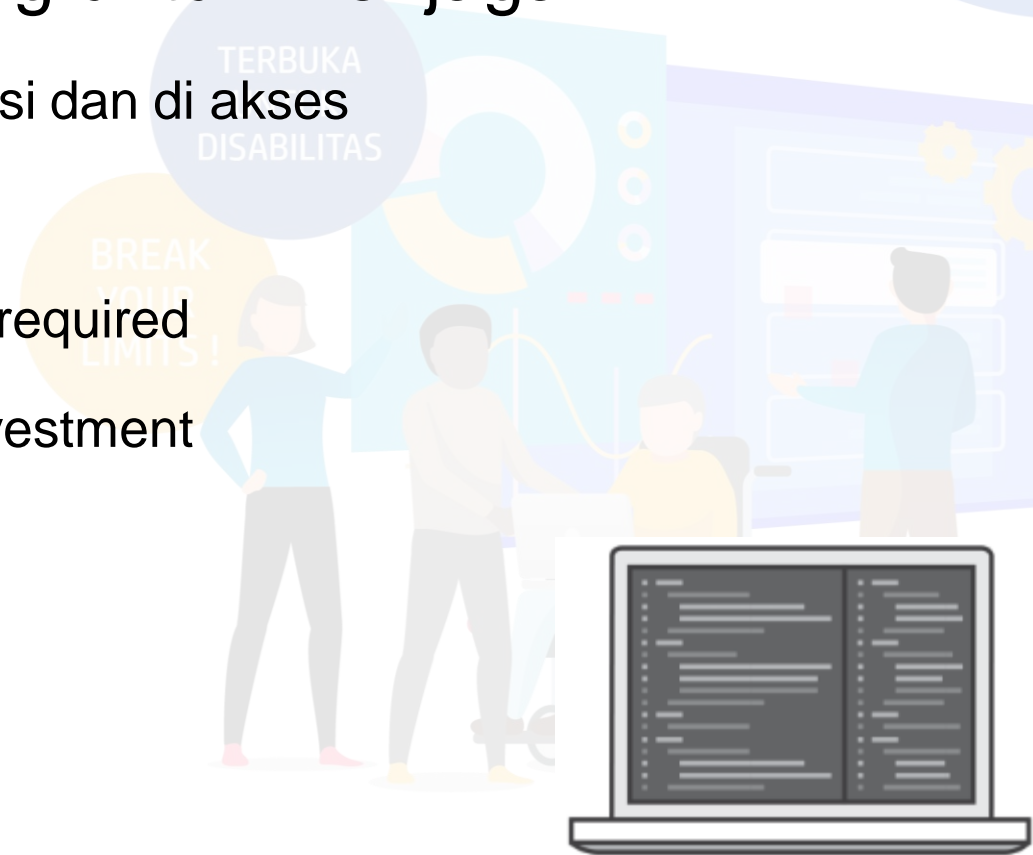 TERBUKA
si dan di akses
DISABILITAS
BREAK
YOUR
required
LIMITS !
vestment